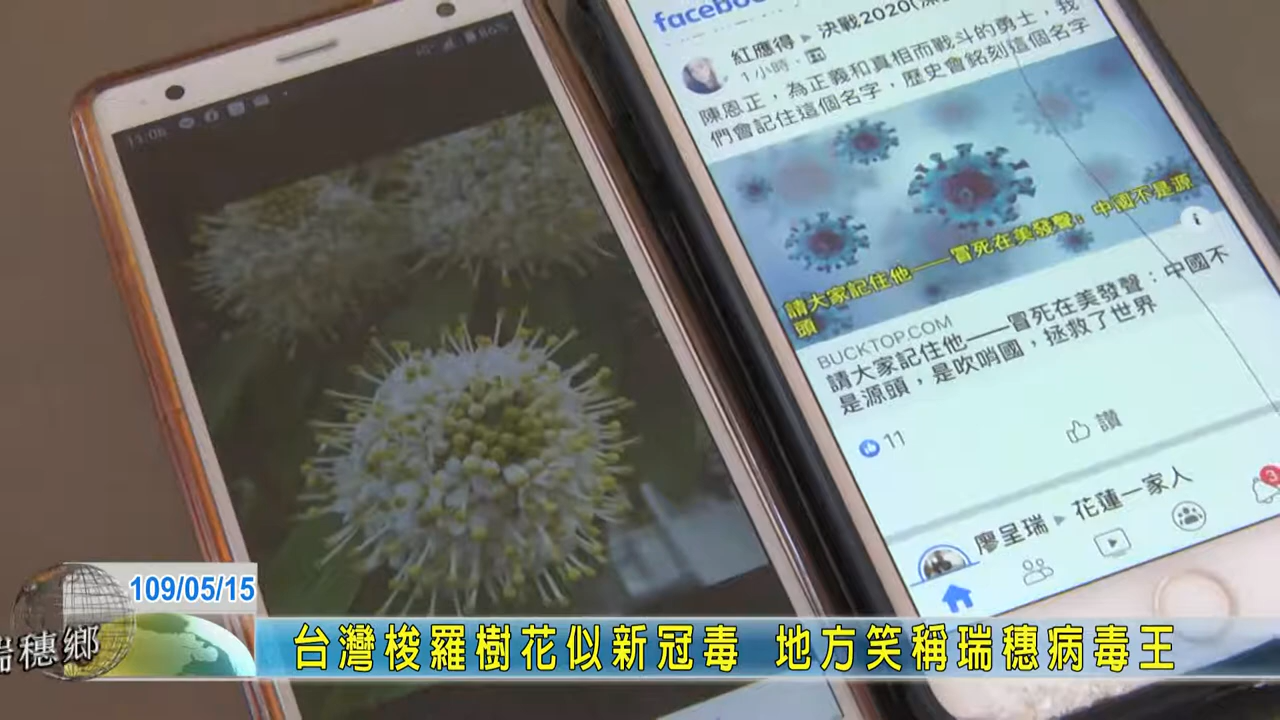 11:06
86%
facebook
紅應得 ▸ 決戰2020
1小時 ·
陳恩正，為正義和真相而戰斗的勇士，我
們會記住這個名字，歷史會銘刻這個名字
請大家記住他——冒死在美發聲：中國不是源
頭
BUCKTOP.COM
請大家記住他——冒死在美發聲：中國不
是源頭，是吹哨國，拯救了世界
11
讚
廖呈瑞 ▸ 花蓮一家人
3
109/05/15
瑞穗鄉
台灣梭羅樹花似新冠毒 地方笑稱瑞穗病毒王